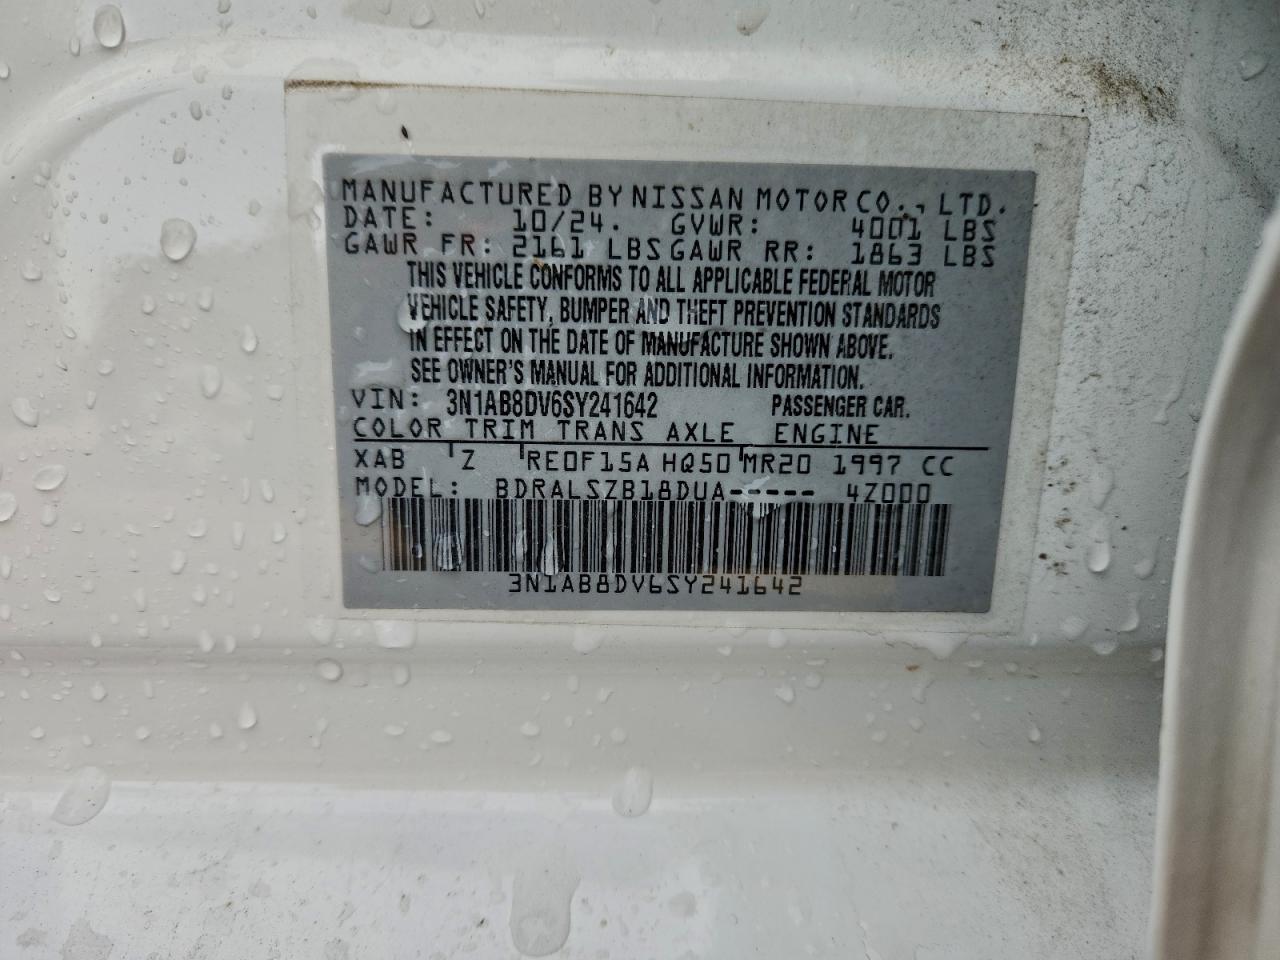 MANUFACTURED BY NISSAN MOTOR CO., LTD.
DATE: 10/24. GVWR: 4001 LBS
GAWR FR: 2161 LBS GAWR RR: 1863 LBS
THIS VEHICLE CONFORMS TO ALL APPLICABLE FEDERAL MOTOR
VEHICLE SAFETY, BUMPER AND THEFT PREVENTION STANDARDS
IN EFFECT ON THE DATE OF MANUFACTURE SHOWN ABOVE.
SEE OWNER'S MANUAL FOR ADDITIONAL INFORMATION.
VIN: 3N1AB8DV6SY241642 PASSENGER CAR.
COLOR TRIM TRANS AXLE ENGINE
XAB Z RE0F15A HQ50 MR20 1997 CC
MODEL: BDRALSZB18DUA----- 4Z000
3N1AB8DV6SY241642